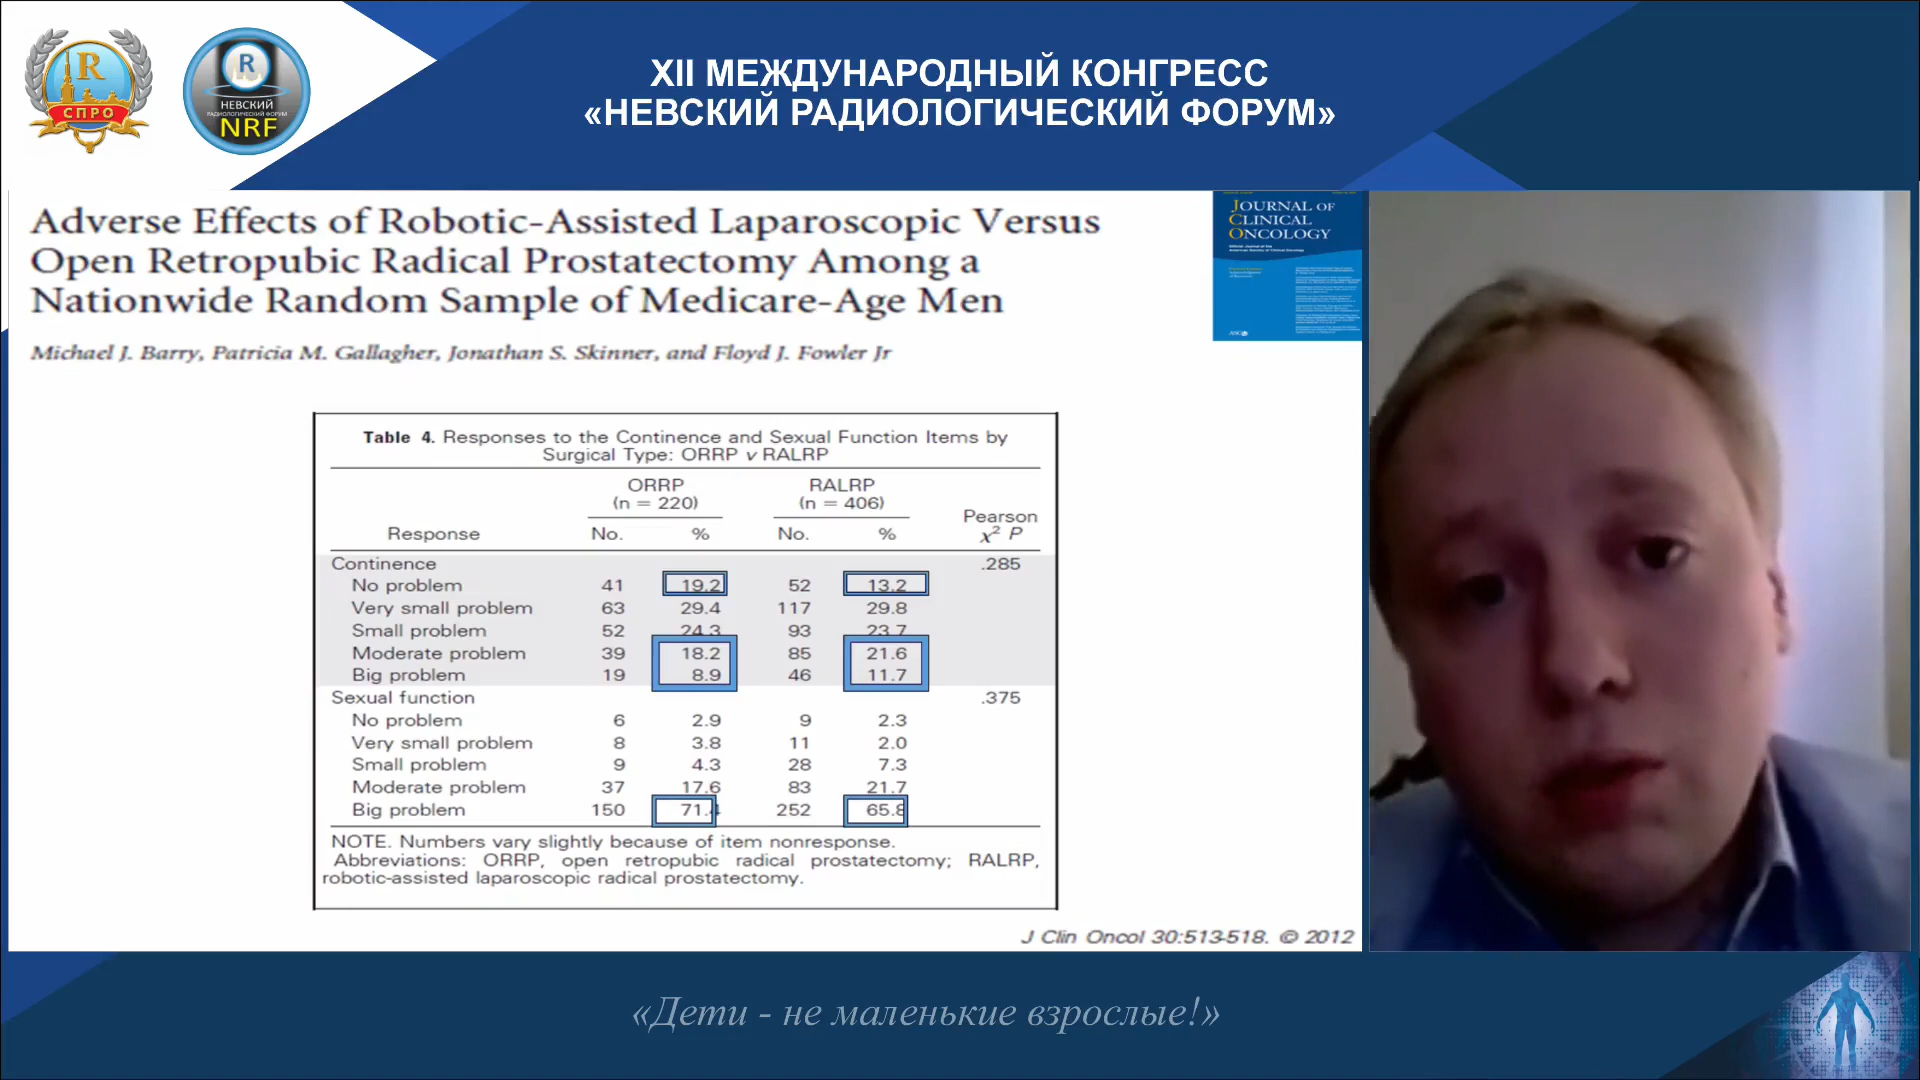 R
СПРО
R
НЕВСКИЙ
РАДИОЛОГИЧЕСКИЙ ФОРУМ
NRF
XII МЕЖДУНАРОДНЫЙ КОНГРЕСС
«НЕВСКИЙ РАДИОЛОГИЧЕСКИЙ ФОРУМ»
Adverse Effects of Robotic-Assisted Laparoscopic Versus
Open Retropubic Radical Prostatectomy Among a
Nationwide Random Sample of Medicare-Age Men
Michael J. Barry, Patricia M. Gallagher, Jonathan S. Skinner, and Floyd J. Fowler Jr
JOURNAL OF
CLINICAL
ONCOLOGY
Table 4. Responses to the Continence and Sexual Function Items by
Surgical Type: ORRP v RALRP
ORRP RALRP
(n = 220) (n = 406)
Pearson
Response No. % No. % χ² P
Continence .285
No problem 41 19.2 52 13.2
Very small problem 63 29.4 117 29.8
Small problem 52 24.3 93 23.7
Moderate problem 39 18.2 85 21.6
Big problem 19 8.9 46 11.7
Sexual function .375
No problem 6 2.9 9 2.3
Very small problem 8 3.8 11 2.0
Small problem 9 4.3 28 7.3
Moderate problem 37 17.6 83 21.7
Big problem 150 71.4 252 65.8
NOTE. Numbers vary slightly because of item nonresponse.
Abbreviations: ORRP, open retropubic radical prostatectomy; RALRP,
robotic-assisted laparoscopic radical prostatectomy.
J Clin Oncol 30:513-518. © 2012
«Дети - не маленькие взрослые!»